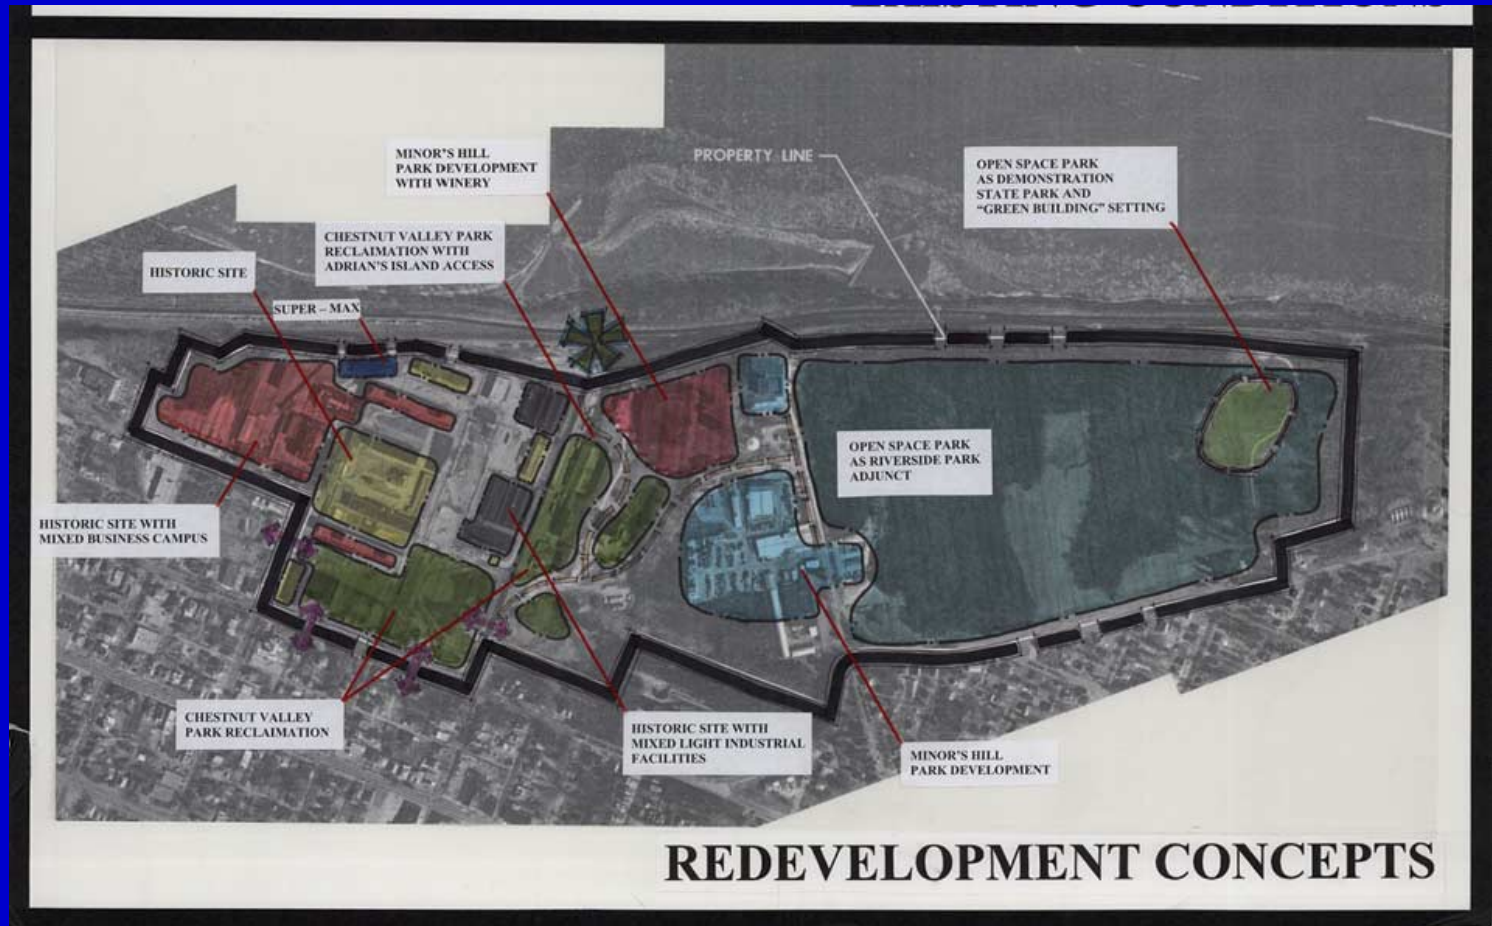 EXISTING CONDITIONS
MINOR'S HILL
PARK DEVELOPMENT
WITH WINERY
PROPERTY LINE
OPEN SPACE PARK
AS DEMONSTRATION
STATE PARK AND
“GREEN BUILDING” SETTING
CHESTNUT VALLEY PARK
RECLAIMATION WITH
ADRIAN'S ISLAND ACCESS
HISTORIC SITE
SUPER – MAX
OPEN SPACE PARK
AS RIVERSIDE PARK
ADJUNCT
HISTORIC SITE WITH
MIXED BUSINESS CAMPUS
CHESTNUT VALLEY
PARK RECLAIMATION
HISTORIC SITE WITH
MIXED LIGHT INDUSTRIAL
FACILITIES
MINOR'S HILL
PARK DEVELOPMENT
REDEVELOPMENT CONCEPTS